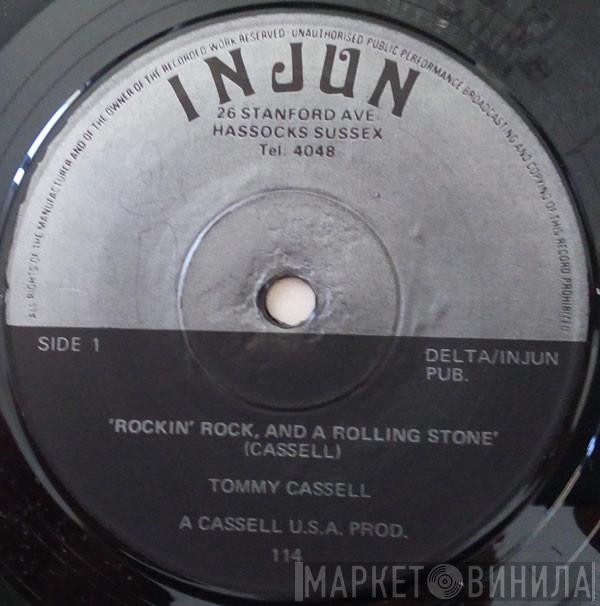 ALL RIGHTS OF THE MANUFACTURER AND OF THE OWNER OF THE RECORDED WORK RESERVED · UNAUTHORISED PUBLIC PERFORMANCE BROADCASTING AND COPYING OF THIS RECORD PROHIBITED
INJUN
26 STANFORD AVE
HASSOCKS SUSSEX
Tel. 4048
SIDE 1
DELTA/INJUN
PUB.
'ROCKIN' ROCK, AND A ROLLING STONE'
(CASSELL)
TOMMY CASSELL
A CASSELL U.S.A. PROD.
114
МАРКЕТ ВИНИЛА